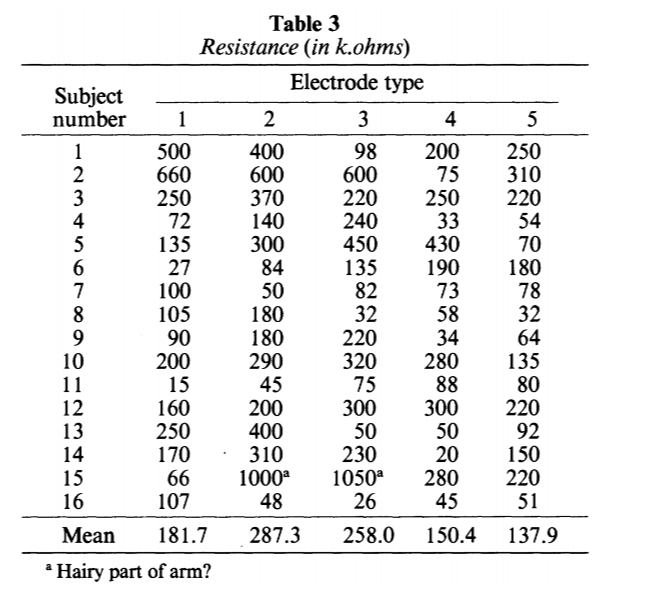 Table 3
Resistance (in k.ohms)
Electrode type
Subject
number 1 2 3 4 5
1 500 400 98 200 250
2 660 600 600 75 310
3 250 370 220 250 220
4 72 140 240 33 54
5 135 300 450 430 70
6 27 84 135 190 180
7 100 50 82 73 78
8 105 180 32 58 32
9 90 180 220 34 64
10 200 290 320 280 135
11 15 45 75 88 80
12 160 200 300 300 220
13 250 400 50 50 92
14 170 310 230 20 150
15 66 1000ᵃ 1050ᵃ 280 220
16 107 48 26 45 51
Mean 181.7 287.3 258.0 150.4 137.9
ᵃ Hairy part of arm?